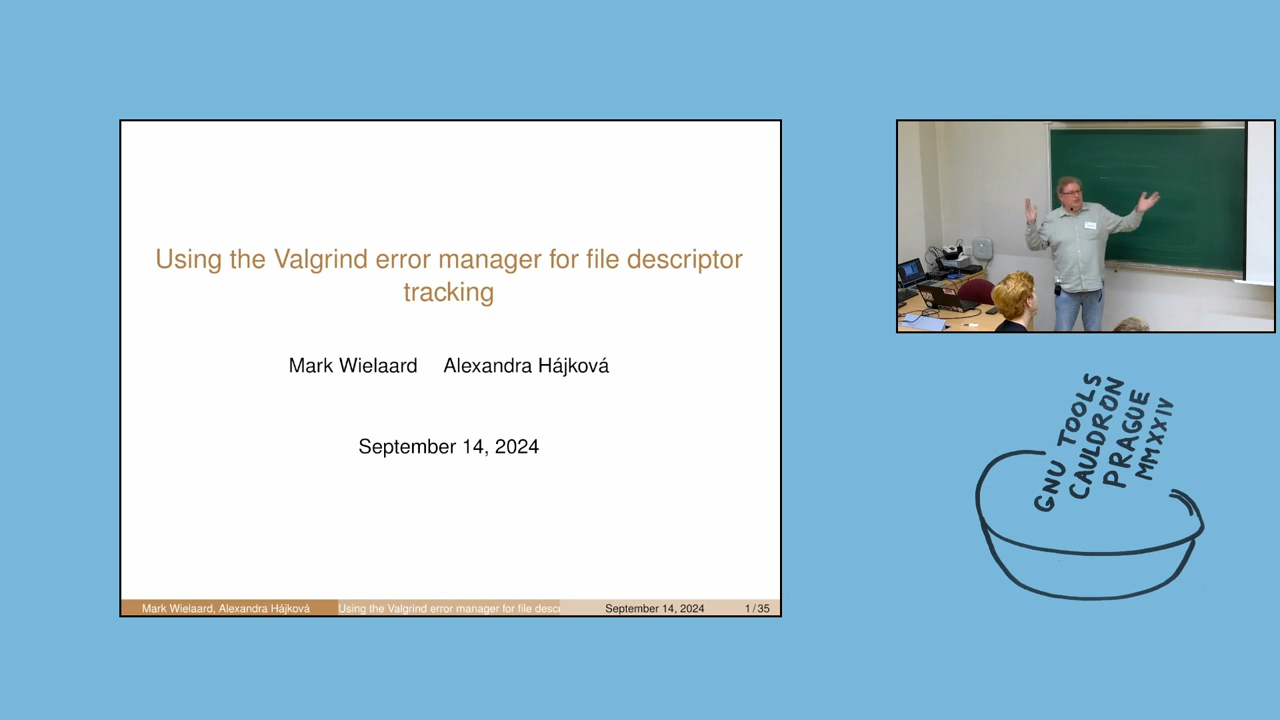 Using the Valgrind error manager for file descriptor
tracking
Mark Wielaard Alexandra Hájková
September 14, 2024
Mark Wielaard, Alexandra Hájková Using the Valgrind error manager for file descr September 14, 2024 1 / 35
GNU TOOLS
CAULDRON
PRAGUE
MMXXIV